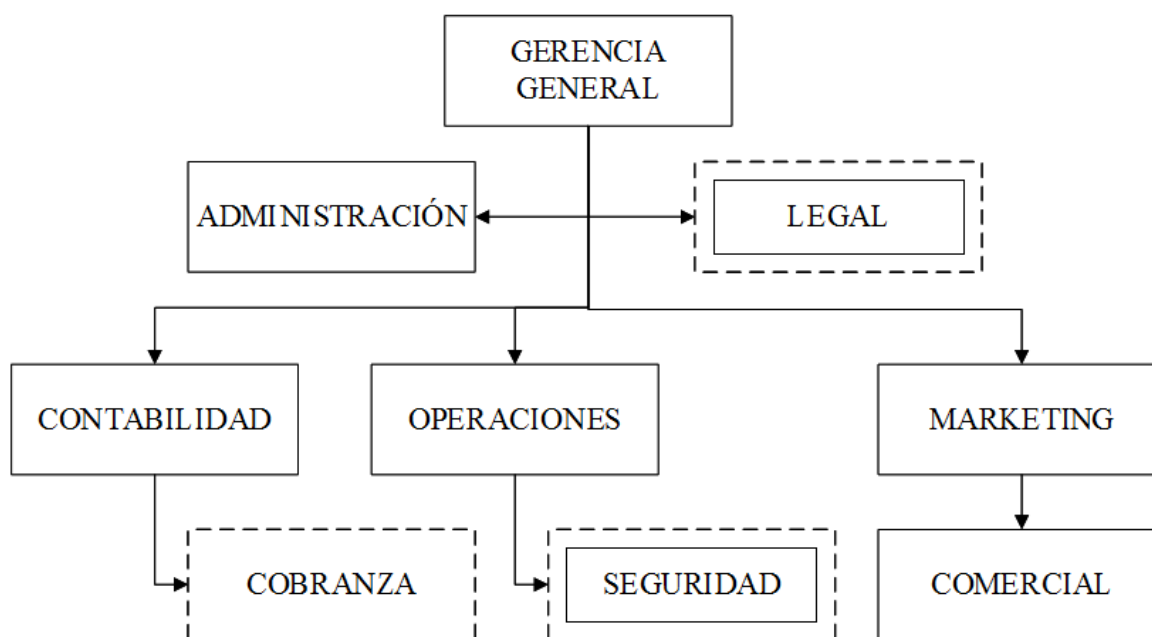 GERENCIA
GENERAL
ADMINISTRACIÓN
LEGAL
CONTABILIDAD
OPERACIONES
MARKETING
COBRANZA
SEGURIDAD
COMERCIAL